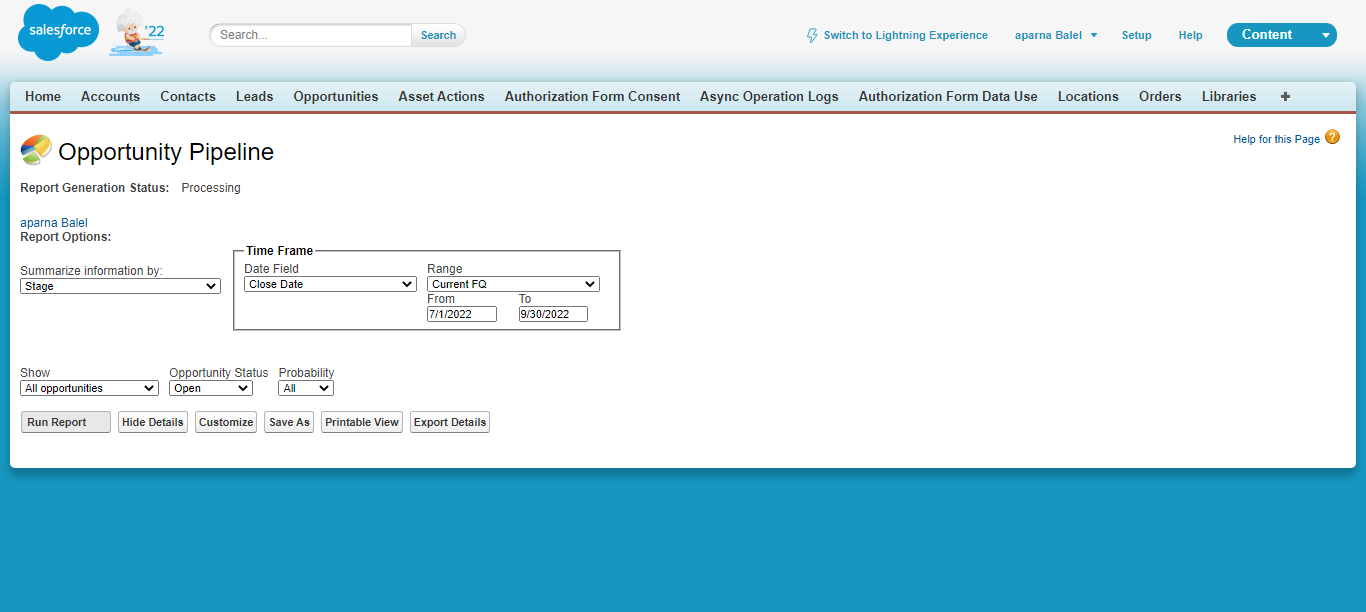 salesforce '22 Search... Search Switch to Lightning Experience aparna Balel Setup Help Content
Home Accounts Contacts Leads Opportunities Asset Actions Authorization Form Consent Async Operation Logs Authorization Form Data Use Locations Orders Libraries +
Help for this Page ?
Opportunity Pipeline
Report Generation Status: Processing
aparna Balel
Report Options:
Time Frame
Summarize information by:
Stage
Date Field Range
Close Date Current FQ
From To
7/1/2022 9/30/2022
Show Opportunity Status Probability
All opportunities Open All
Run Report Hide Details Customize Save As Printable View Export Details